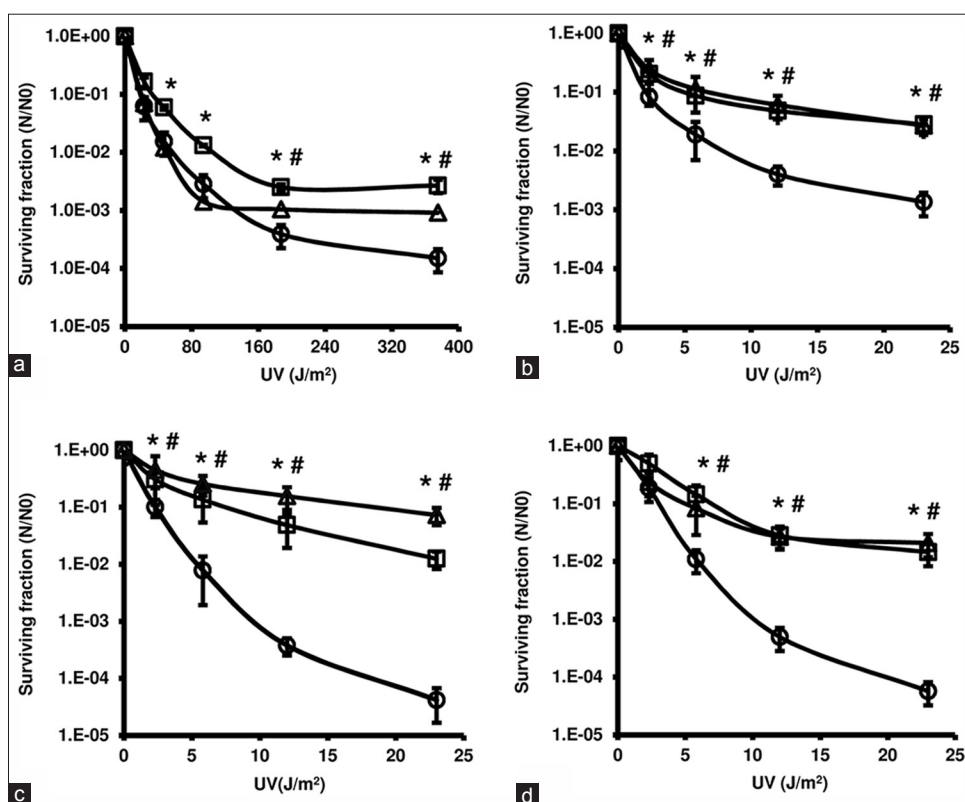 1.0E+00
1.0E-01
1.0E-02
1.0E-03
1.0E-04
1.0E-05
Surviving fraction (N/N0)
*
*
* #
* #
0 80 160 240 320 400
UV (J/m²)
a
1.E+00
1.E-01
1.E-02
1.E-03
1.E-04
1.E-05
Surviving fraction (N/N0)
* #
* #
* #
* #
0 5 10 15 20 25
UV (J/m²)
b
1.E+00
1.E-01
1.E-02
1.E-03
1.E-04
1.E-05
Surviving fraction (N/N0)
* #
* #
* #
* #
0 5 10 15 20 25
UV(J/m²)
c
1.E+00
1.E-01
1.E-02
1.E-03
1.E-04
1.E-05
Surviving fraction (N/N0)
* #
* #
* #
0 5 10 15 20 25
UV (J/m²)
d